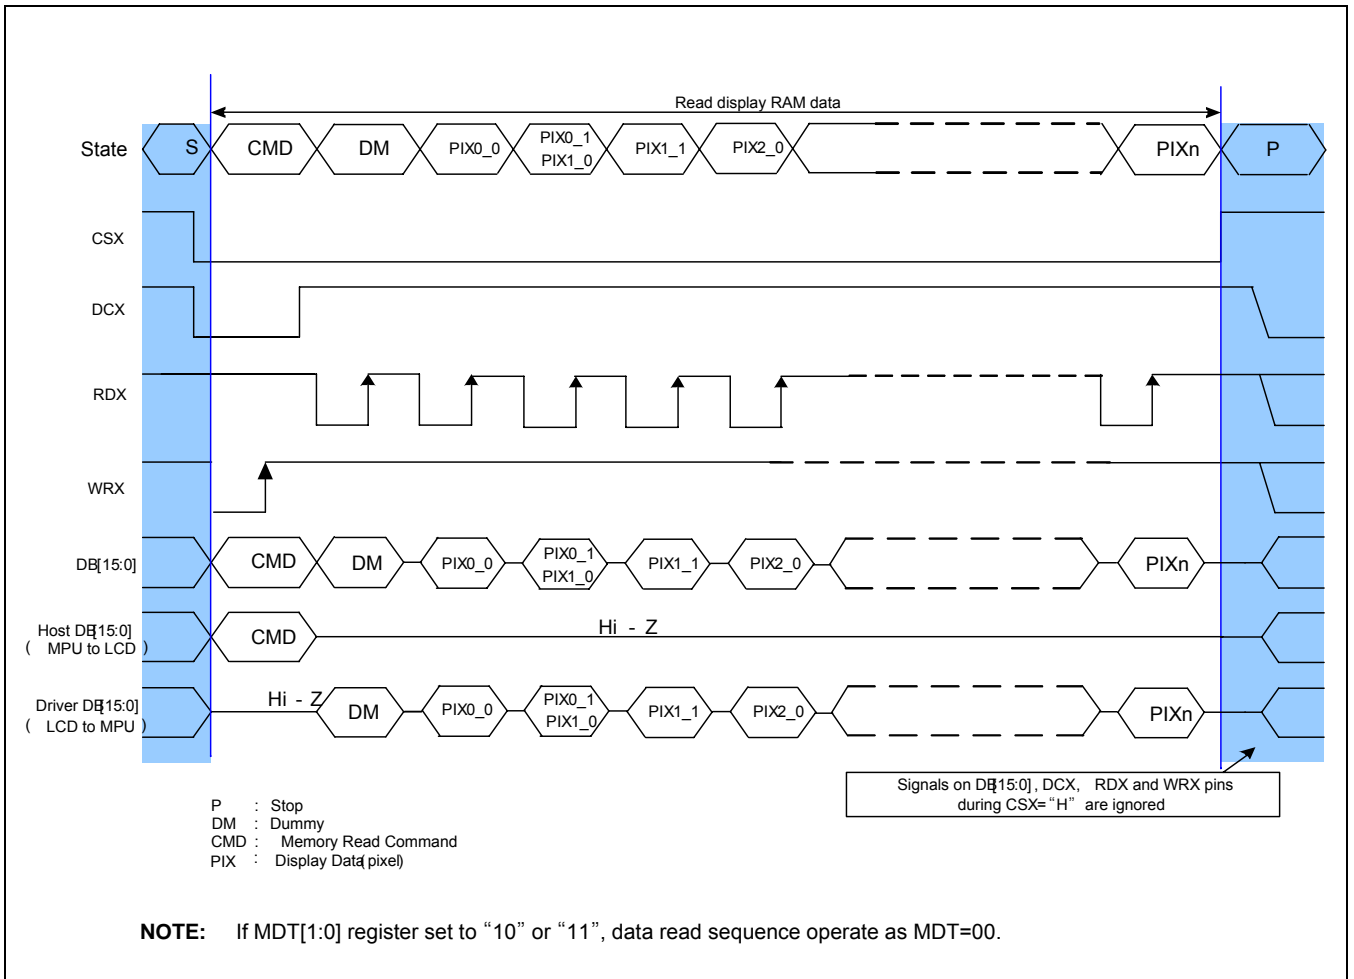 Read display RAM data
State S CMD DM PIX0_0 PIX0_1 PIX1_0 PIX1_1 PIX2_0 PIXn P
CSX
DCX
RDX
WRX
DB[15:0] CMD DM PIX0_0 PIX0_1 PIX1_0 PIX1_1 PIX2_0 PIXn
Host DB[15:0]
( MPU to LCD )
CMD Hi - Z
Driver DB[15:0]
( LCD to MPU )
Hi - Z DM PIX0_0 PIX0_1 PIX1_0 PIX1_1 PIX2_0 PIXn
Signals on DB[15:0] , DCX, RDX and WRX pins
during CSX= “H” are ignored
P : Stop
DM : Dummy
CMD : Memory Read Command
PIX : Display Data(pixel)
NOTE: If MDT[1:0] register set to “10” or “11”, data read sequence operate as MDT=00.